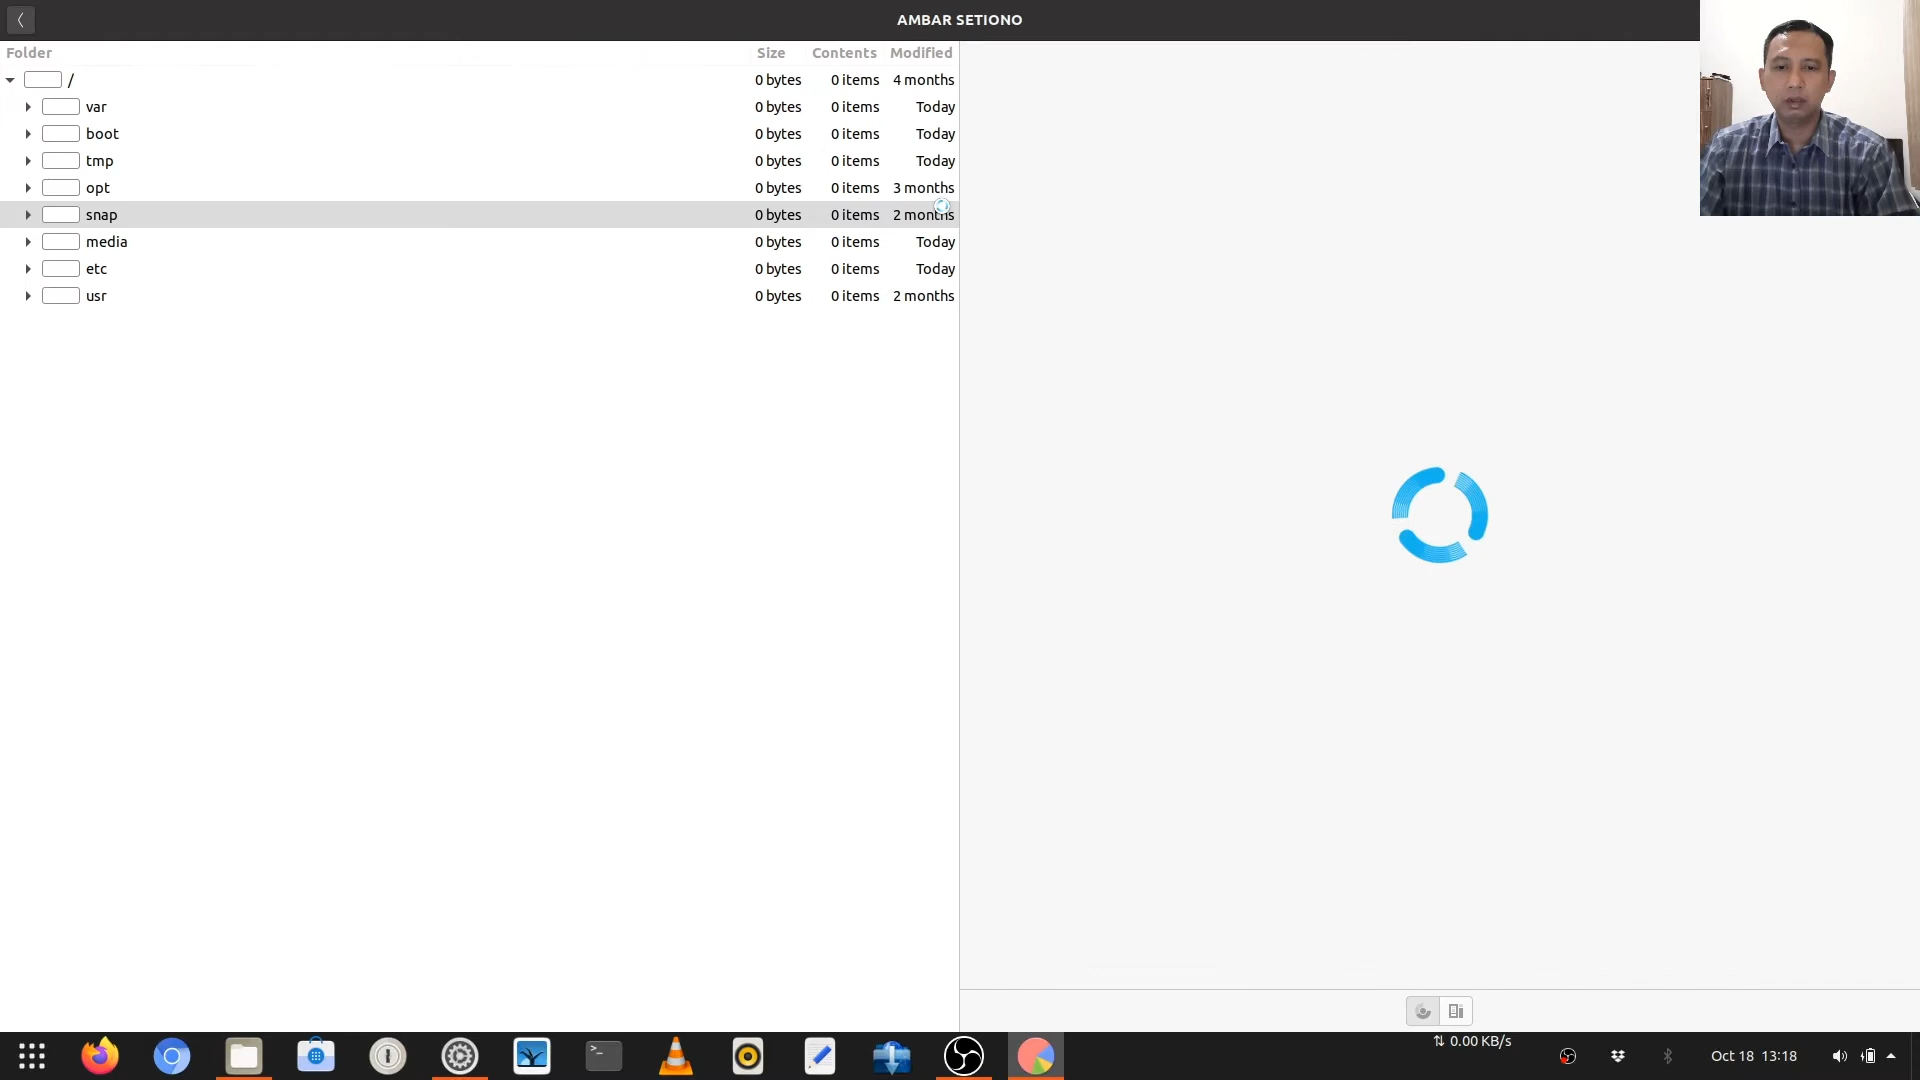 AMBAR SETIONO
Folder Size Contents Modified
/ 0 bytes 0 items 4 months
var 0 bytes 0 items Today
boot 0 bytes 0 items Today
tmp 0 bytes 0 items Today
opt 0 bytes 0 items 3 months
snap 0 bytes 0 items 2 months
media 0 bytes 0 items Today
etc 0 bytes 0 items Today
usr 0 bytes 0 items 2 months
0.00 KB/s
Oct 18 13:18